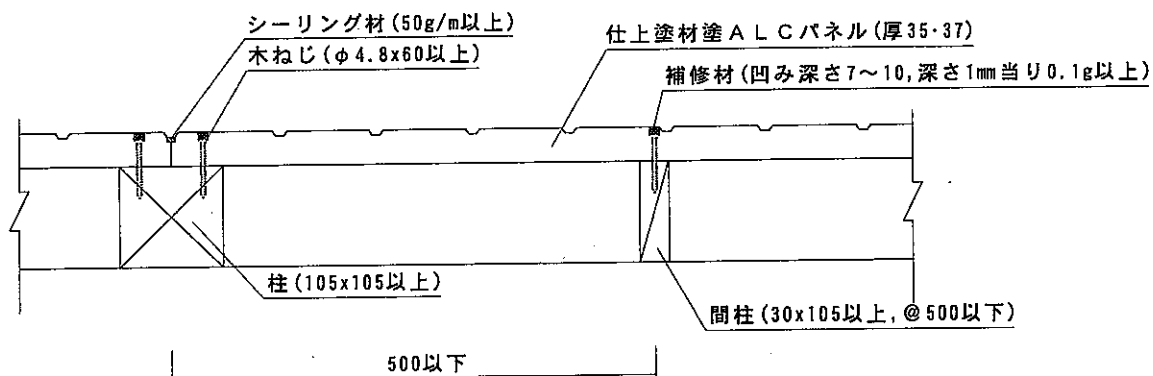 シーリング材(50g/m以上)
木ねじ(φ4.8x60以上)
仕上塗材塗ALCパネル(厚35・37)
補修材(凹み深さ7〜10,深さ1mm当り0.1g以上)
柱(105x105以上)
間柱(30x105以上,@500以下)
500以下